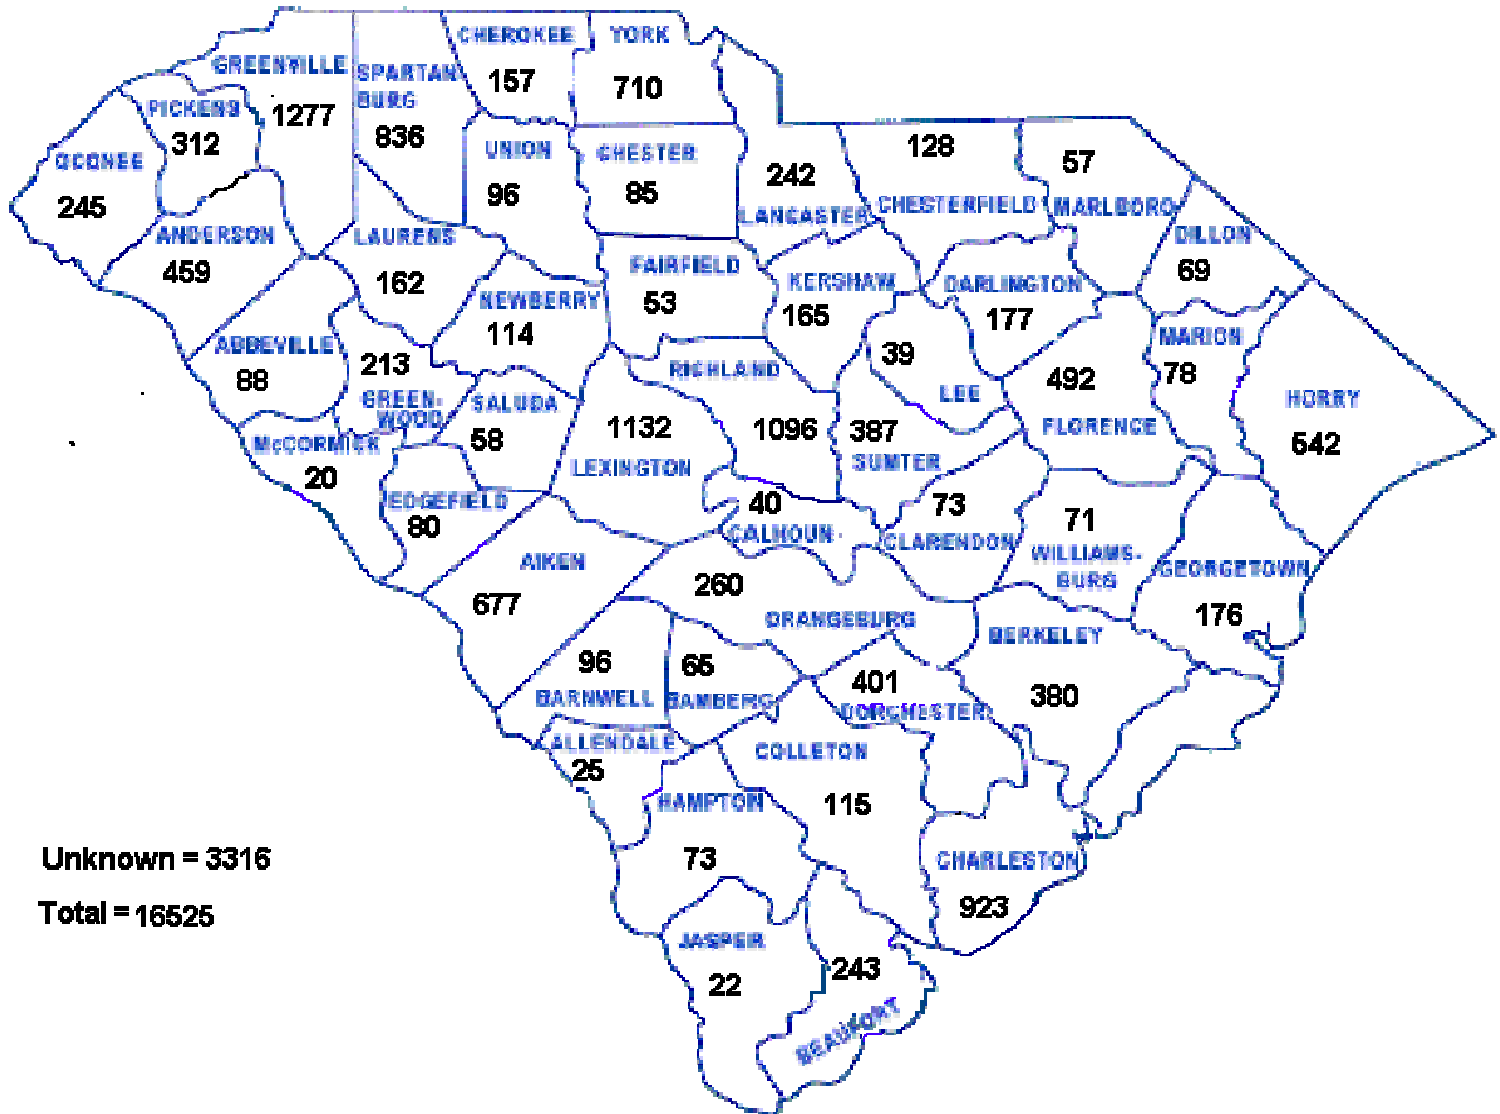 CHEROKEE
157
YORK
710
GREENVILLE
1277
SPARTAN
BURG
836
PICKENS
312
OCONEE
245
UNION
96
CHESTER
85
242
LANCASTER
128
CHESTERFIELD
57
MARLBORO
DILLON
69
ANDERSON
459
LAURENS
162
NEWBERRY
114
FAIRFIELD
53
KERSHAW
165
DARLINGTON
177
MARION
78
ABBEVILLE
88
213
GREEN-
WOOD
SALUDA
58
RICHLAND
1096
1132
LEXINGTON
39
LEE
492
FLORENCE
HORRY
542
387
SUMTER
McCORMICK
20
EDGEFIELD
80
40
CALHOUN
73
CLARENDON
71
WILLIAMS-
BURG
GEORGETOWN
176
AIKEN
677
260
ORANGEBURG
BERKELEY
380
96
BARNWELL
65
BAMBERG
401
DORCHESTER
ALLENDALE
25
COLLETON
115
HAMPTON
73
CHARLESTON
923
JASPER
22
243
BEAUFORT
Unknown = 3316
Total = 16525